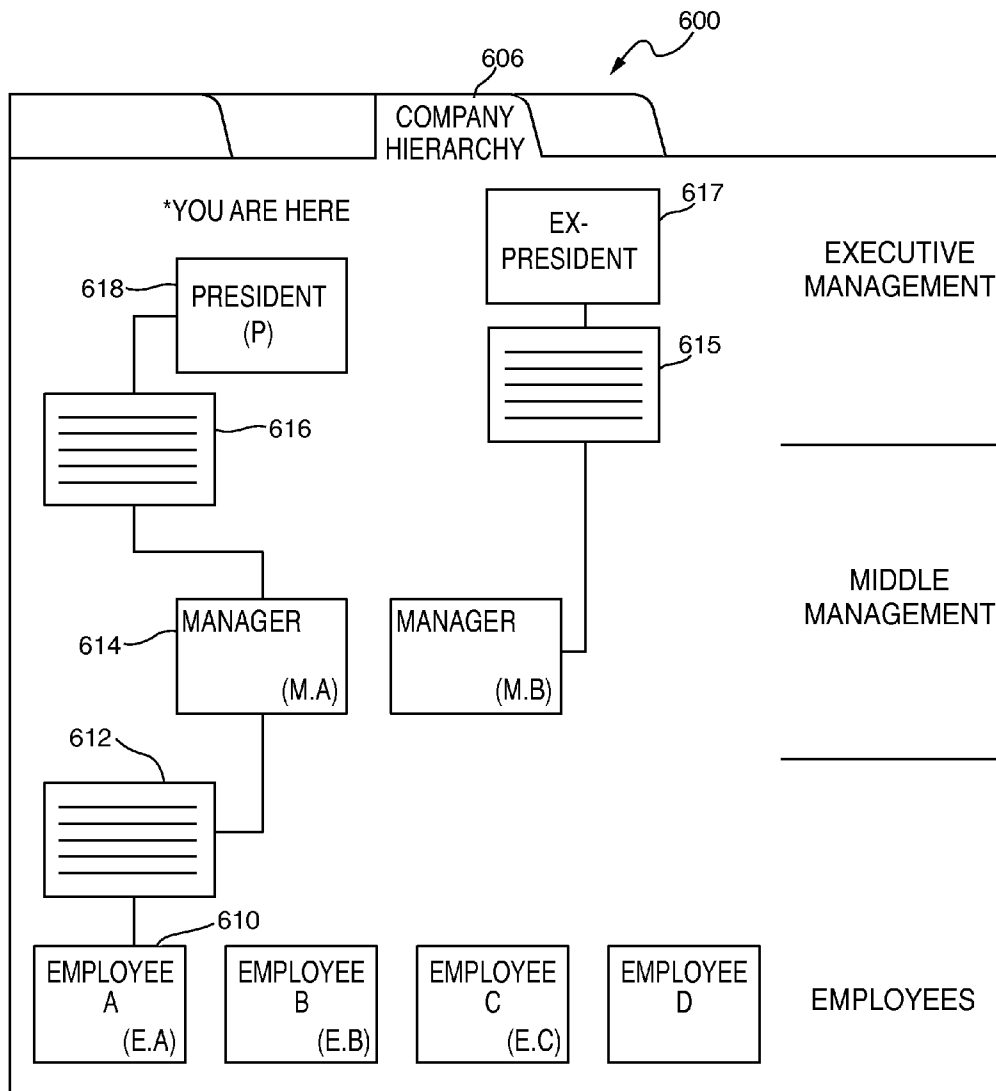 600
606
COMPANY
HIERARCHY
*YOU ARE HERE
617
EX-
PRESIDENT
EXECUTIVE
MANAGEMENT
618
PRESIDENT
(P)
615
616
MIDDLE
MANAGEMENT
614
MANAGER
(M.A)
MANAGER
(M.B)
612
610
EMPLOYEE
A
(E.A)
EMPLOYEE
B
(E.B)
EMPLOYEE
C
(E.C)
EMPLOYEE
D
EMPLOYEES